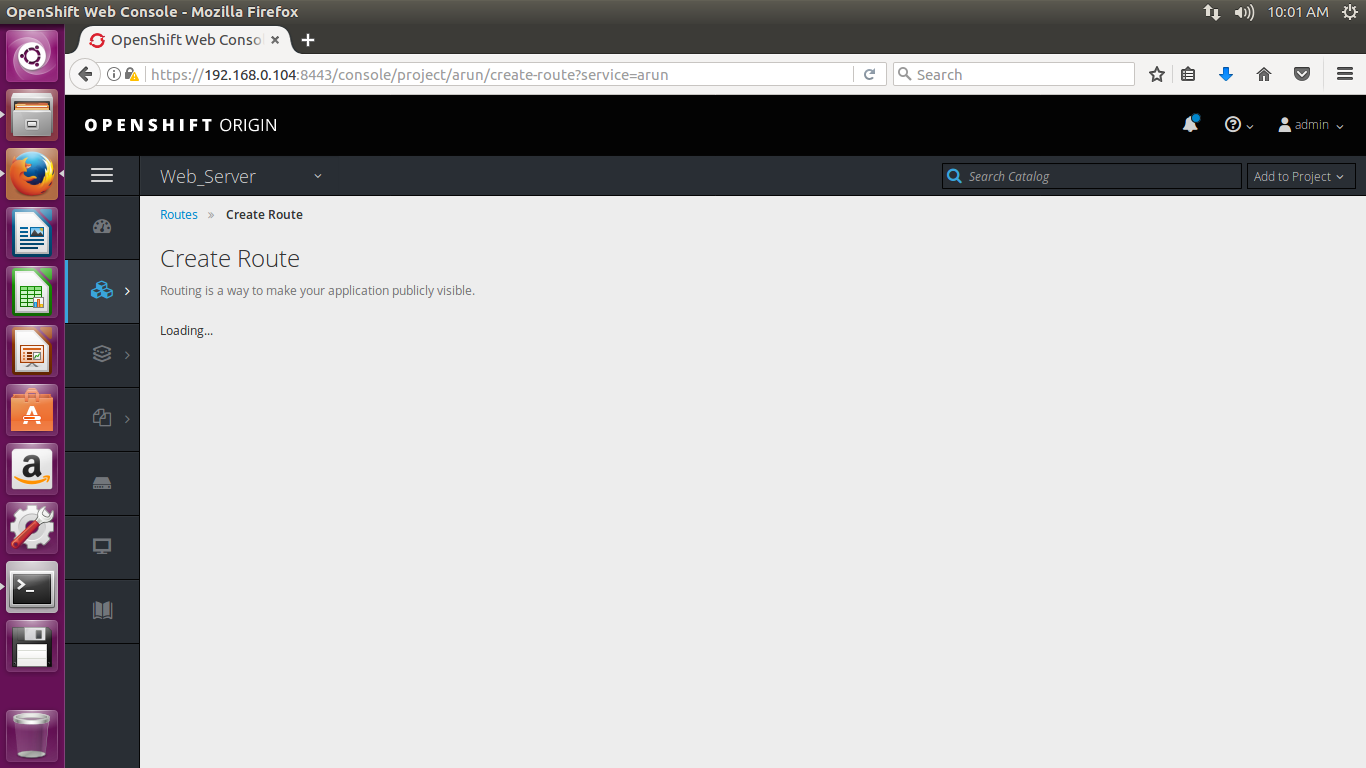 OpenShift Web Console - Mozilla Firefox
10:01 AM
OpenShift Web Conso
https://192.168.0.104:8443/console/project/arun/create-route?service=arun
Search
OPENSHIFT ORIGIN
admin
Web_Server
Search Catalog
Add to Project
Routes » Create Route
Create Route
Routing is a way to make your application publicly visible.
Loading...